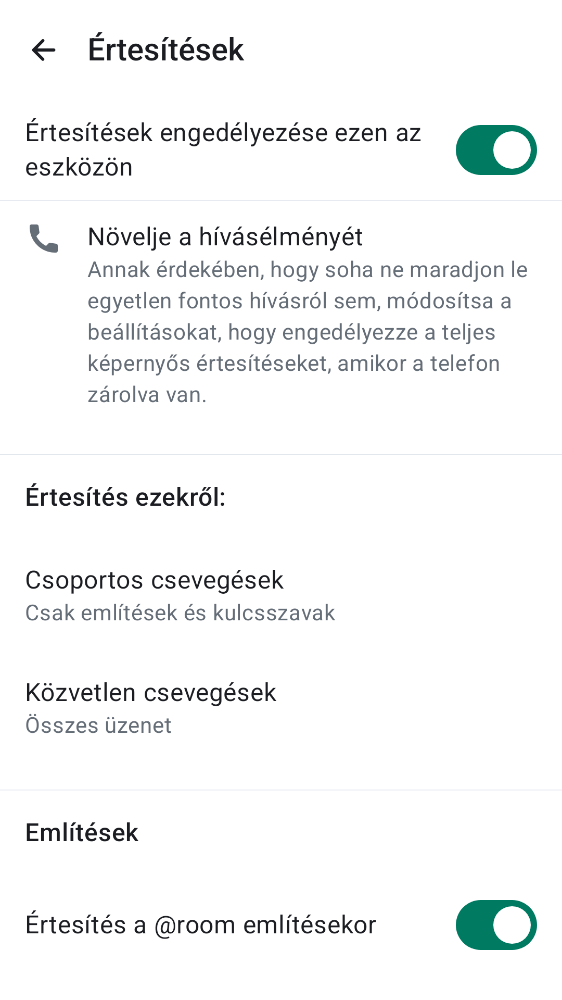 Értesítések
Értesítések engedélyezése ezen az
eszközön
Növelje a hívásélményét
Annak érdekében, hogy soha ne maradjon le
egyetlen fontos hívásról sem, módosítsa a
beállításokat, hogy engedélyezze a teljes
képernyős értesítéseket, amikor a telefon
zárolva van.
Értesítés ezekről:
Csoportos csevegések
Csak említések és kulcsszavak
Közvetlen csevegések
Összes üzenet
Említések
Értesítés a @room említésekor